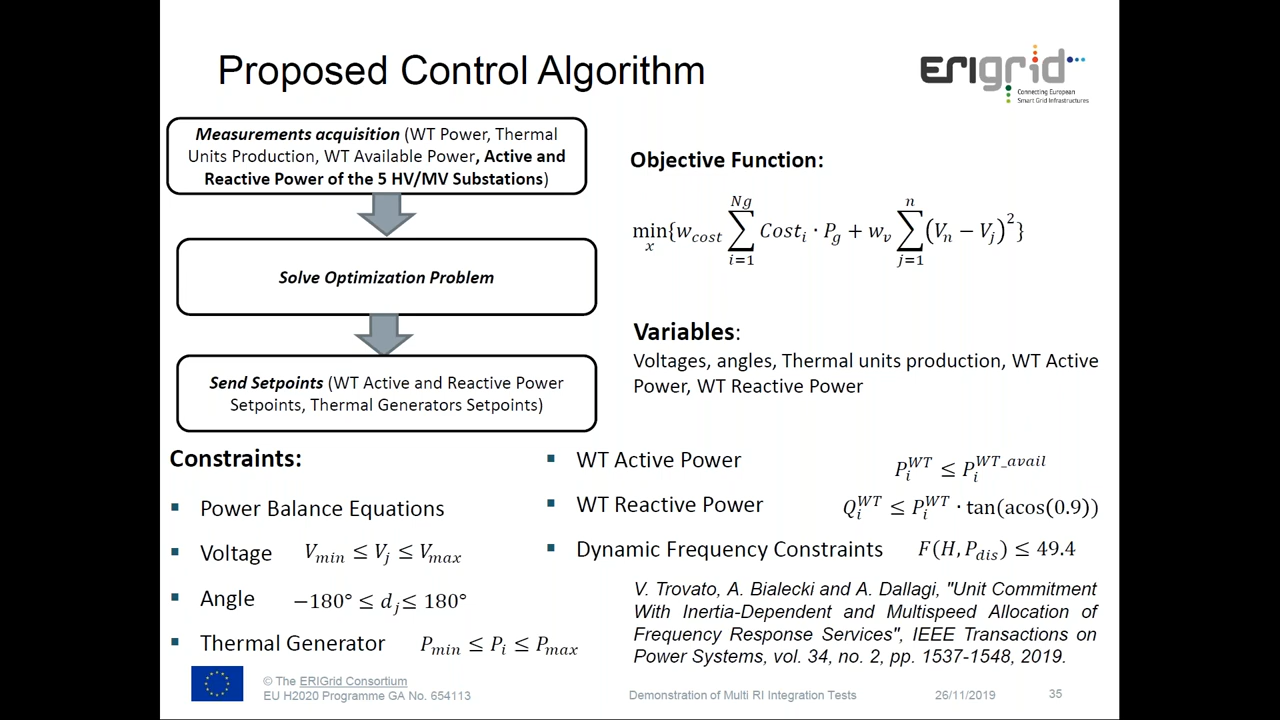 Proposed Control Algorithm
ERIGrid
Connecting European
Smart Grid Infrastructures
Measurements acquisition (WT Power, Thermal
Units Production, WT Available Power, Active and
Reactive Power of the 5 HV/MV Substations)
Solve Optimization Problem
Send Setpoints (WT Active and Reactive Power
Setpoints, Thermal Generators Setpoints)
Objective Function:
min_x{w_cost ∑_{i=1}^{Ng} Cost_i · P_g + w_v ∑_{j=1}^{n} (V_n − V_j)^2}
Variables:
Voltages, angles, Thermal units production, WT Active
Power, WT Reactive Power
Constraints:
▪ Power Balance Equations
▪ Voltage V_min ≤ V_j ≤ V_max
▪ Angle −180° ≤ d_j ≤ 180°
▪ Thermal Generator P_min ≤ P_i ≤ P_max
▪ WT Active Power P_i^{WT} ≤ P_i^{WT_avail}
▪ WT Reactive Power Q_i^{WT} ≤ P_i^{WT} · tan(acos(0.9))
▪ Dynamic Frequency Constraints F(H, P_dis) ≤ 49.4
V. Trovato, A. Bialecki and A. Dallagi, "Unit Commitment
With Inertia-Dependent and Multispeed Allocation of
Frequency Response Services", IEEE Transactions on
Power Systems, vol. 34, no. 2, pp. 1537-1548, 2019.
© The ERIGrid Consortium
EU H2020 Programme GA No. 654113
Demonstration of Multi RI Integration Tests
26/11/2019
35